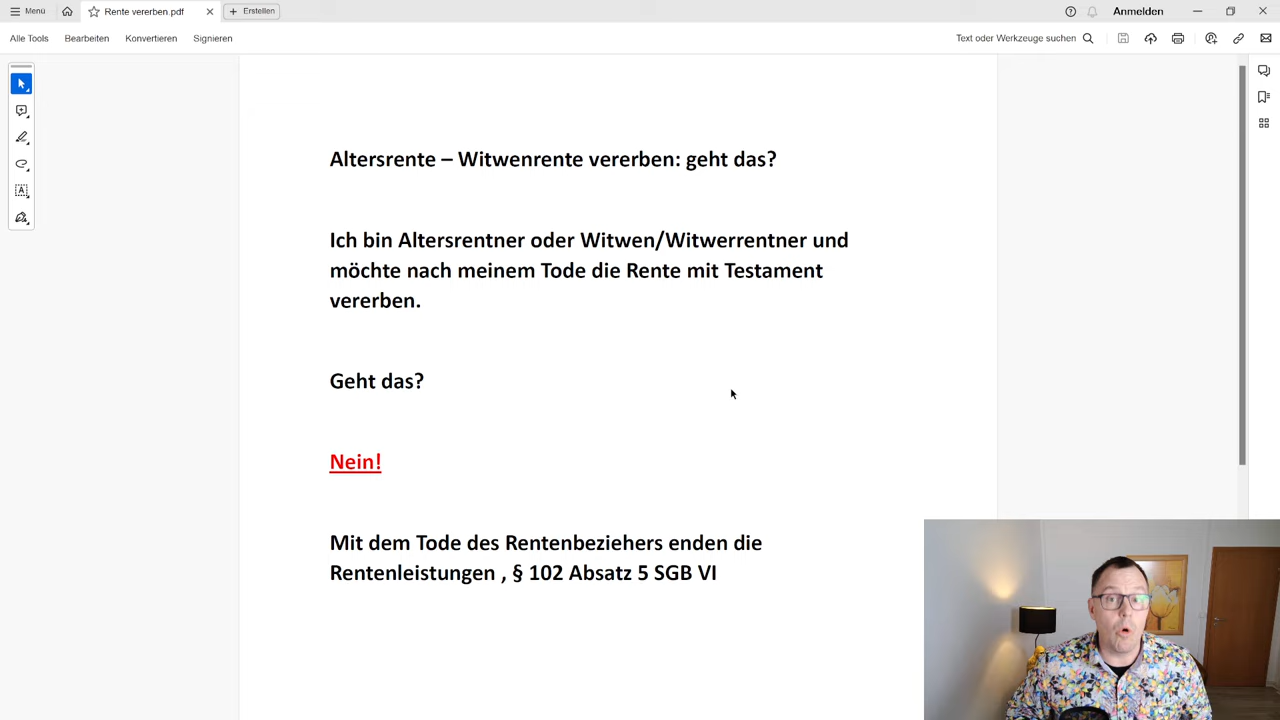 Menü
Rente vererben.pdf
Erstellen
Anmelden
Alle Tools
Bearbeiten
Konvertieren
Signieren
Text oder Werkzeuge suchen
Altersrente – Witwenrente vererben: geht das?
Ich bin Altersrentner oder Witwen/Witwerrentner und
möchte nach meinem Tode die Rente mit Testament
vererben.
Geht das?
Nein!
Mit dem Tode des Rentenbeziehers enden die
Rentenleistungen , § 102 Absatz 5 SGB VI